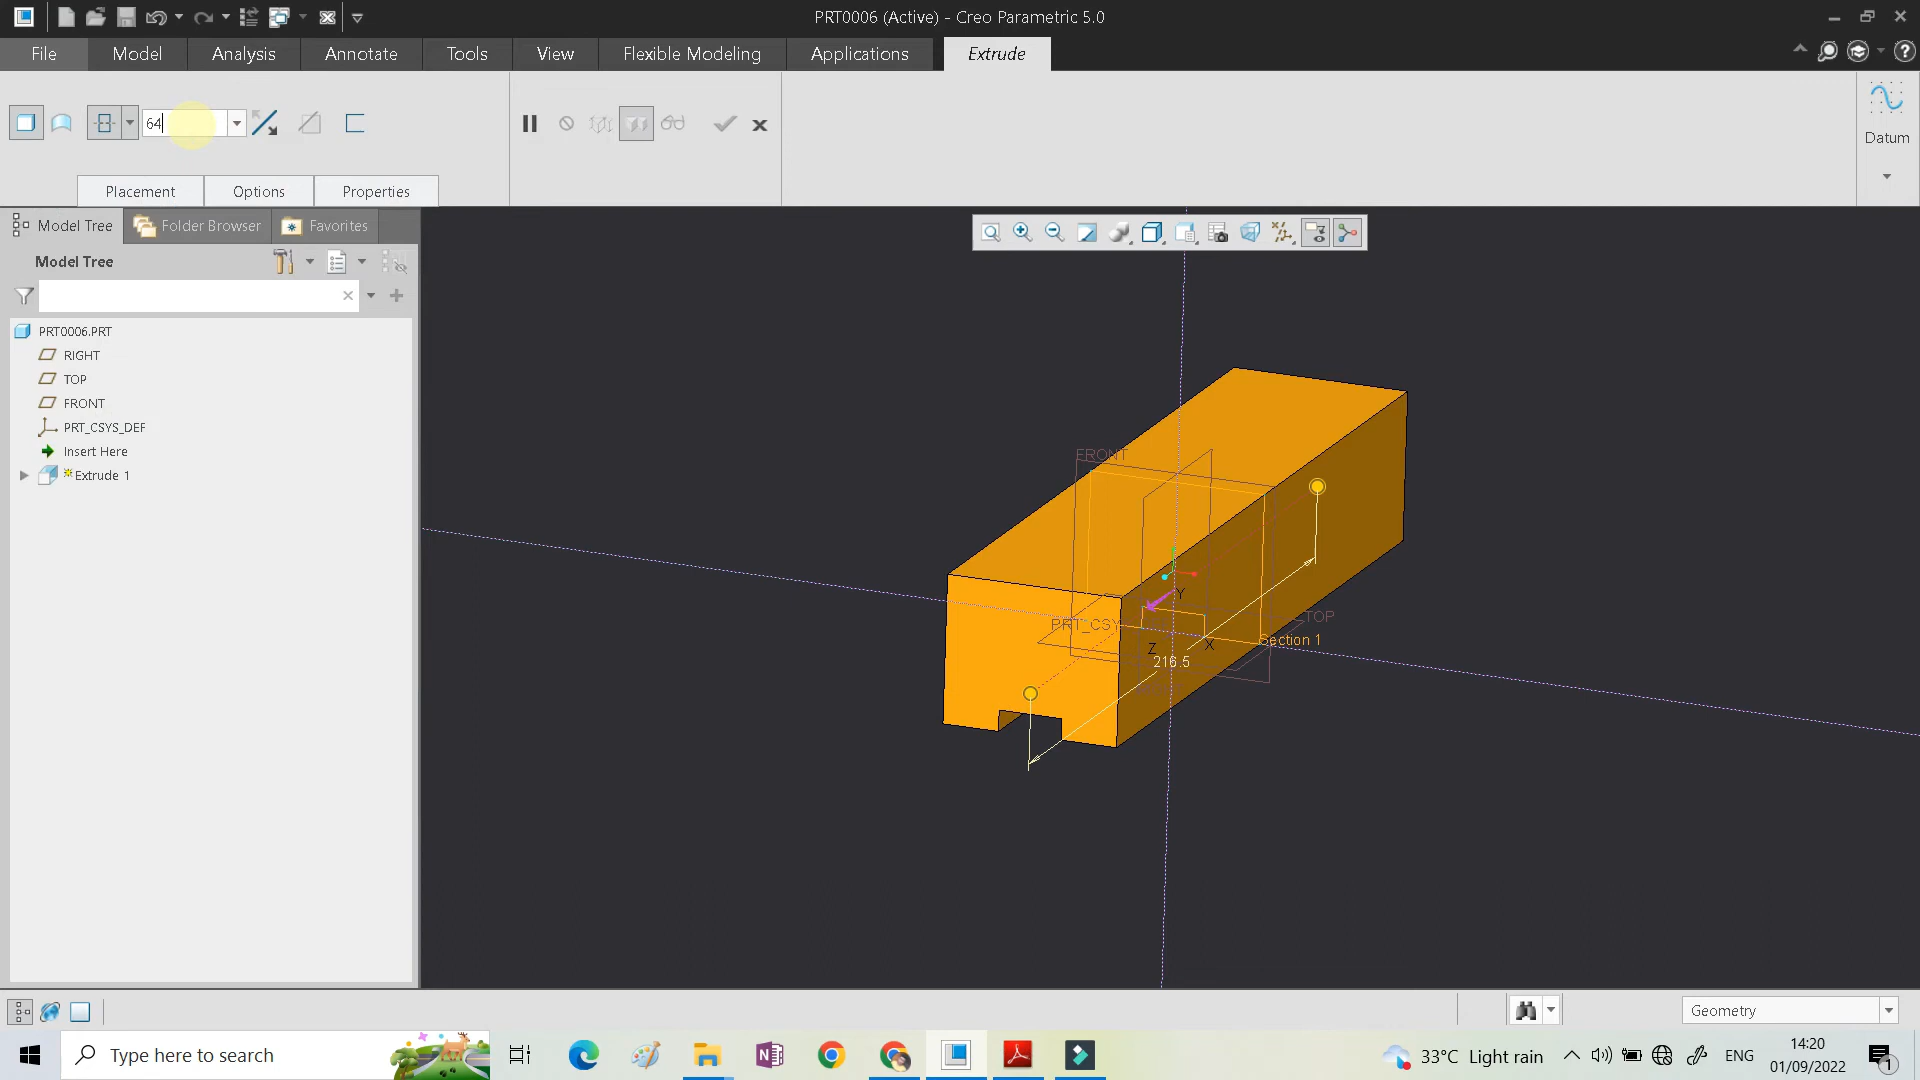 PRT0006 (Active) - Creo Parametric 5.0
File Model Analysis Annotate Tools View Flexible Modeling Applications Extrude
64
Datum
Placement Options Properties
Model Tree Folder Browser Favorites
Model Tree
PRT0006.PRT
RIGHT
TOP
FRONT
PRT_CSYS_DEF
Insert Here
Extrude 1
FRONT
Y
TOP
PRT_CSY
Section 1
Z
X
216.5
Geometry
Type here to search
33°C Light rain
ENG
14:20
01/09/2022
1